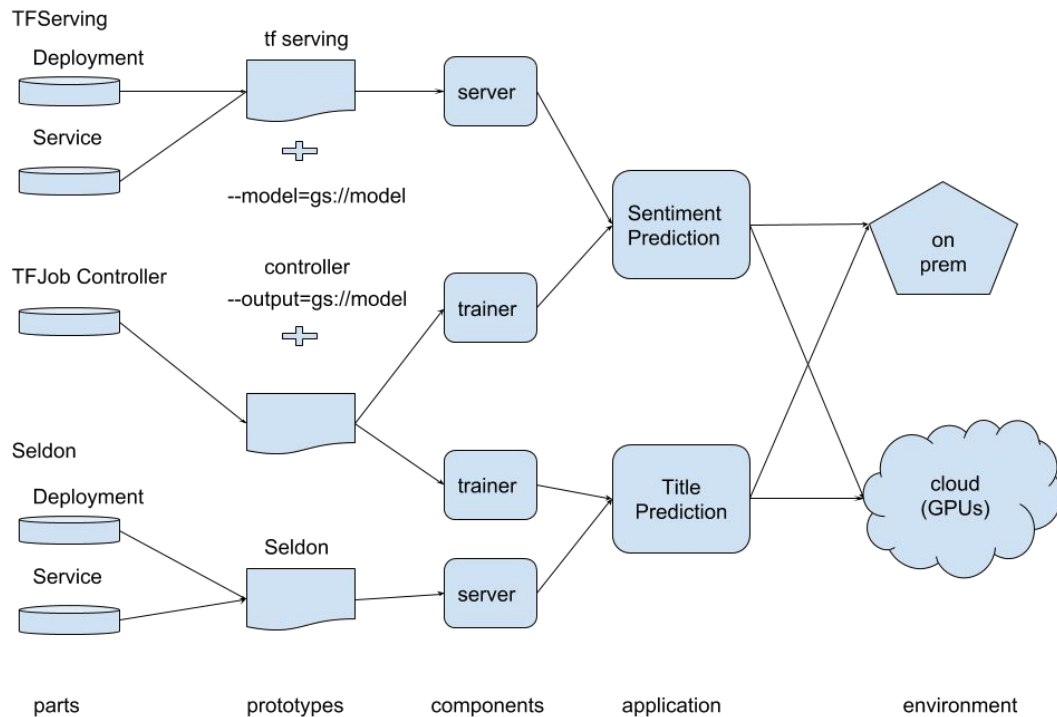 TFServing
Deployment
tf serving
server
Service
--model=gs://model
Sentiment
Prediction
on
prem
TFJob Controller
controller
--output=gs://model
trainer
Seldon
Deployment
trainer
Title
Prediction
cloud
(GPUs)
Seldon
Service
server
parts
prototypes
components
application
environment